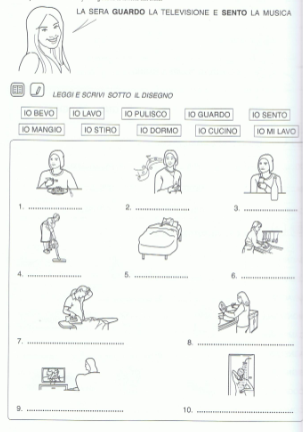 LA SERA GUARDO LA TELEVISIONE E SENTO LA MUSICA
LEGGI E SCRIVI SOTTO IL DISEGNO
IO BEVO IO LAVO IO PULISCO IO GUARDO IO SENTO
IO MANGIO IO STIRO IO DORMO IO CUCINO IO MI LAVO
1. 2. 3.
4. 5. 6.
7. 8.
9. 10.